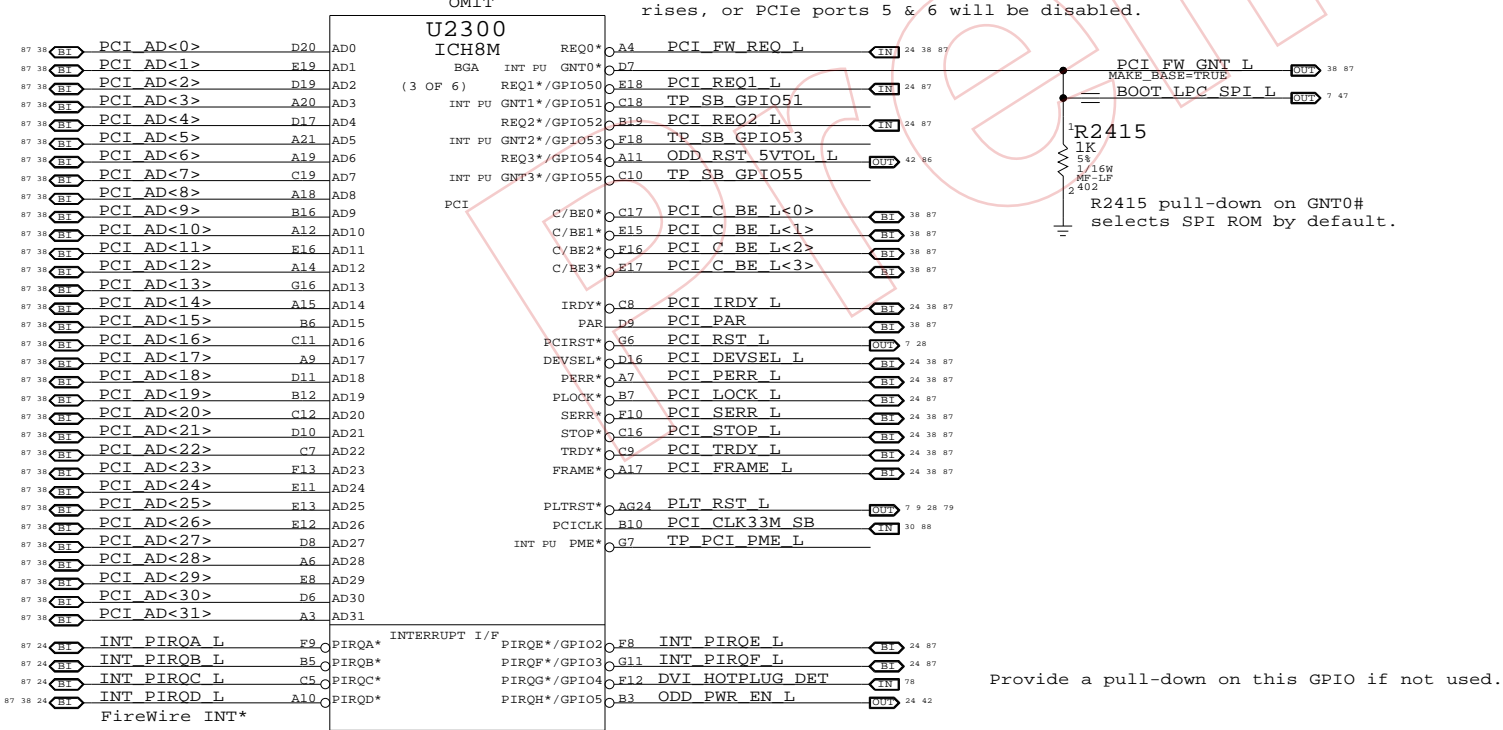 OMIT
rises, or PCIe ports 5 & 6 will be disabled.
U2300
ICH8M
BGA
(3 OF 6)
PCI
87 38 BI PCI_AD<0> D20 AD0
87 38 BI PCI_AD<1> E19 AD1
87 38 BI PCI_AD<2> D19 AD2
87 38 BI PCI_AD<3> A20 AD3
87 38 BI PCI_AD<4> D17 AD4
87 38 BI PCI_AD<5> A21 AD5
87 38 BI PCI_AD<6> A19 AD6
87 38 BI PCI_AD<7> C19 AD7
87 38 BI PCI_AD<8> A18 AD8
87 38 BI PCI_AD<9> B16 AD9
87 38 BI PCI_AD<10> A12 AD10
87 38 BI PCI_AD<11> E16 AD11
87 38 BI PCI_AD<12> A14 AD12
87 38 BI PCI_AD<13> G16 AD13
87 38 BI PCI_AD<14> A15 AD14
87 38 BI PCI_AD<15> B6 AD15
87 38 BI PCI_AD<16> C11 AD16
87 38 BI PCI_AD<17> A9 AD17
87 38 BI PCI_AD<18> D11 AD18
87 38 BI PCI_AD<19> B12 AD19
87 38 BI PCI_AD<20> C12 AD20
87 38 BI PCI_AD<21> D10 AD21
87 38 BI PCI_AD<22> C7 AD22
87 38 BI PCI_AD<23> F13 AD23
87 38 BI PCI_AD<24> E11 AD24
87 38 BI PCI_AD<25> E13 AD25
87 38 BI PCI_AD<26> E12 AD26
87 38 BI PCI_AD<27> D8 AD27
87 38 BI PCI_AD<28> A6 AD28
87 38 BI PCI_AD<29> E8 AD29
87 38 BI PCI_AD<30> D6 AD30
87 38 BI PCI_AD<31> A3 AD31
INTERRUPT I/F
87 24 BI INT_PIRQA_L F9 PIRQA*
87 24 BI INT_PIRQB_L B5 PIRQB*
87 24 BI INT_PIRQC_L C5 PIRQC*
87 38 24 BI INT_PIRQD_L A10 PIRQD*
FireWire INT*
REQ0* A4 PCI_FW_REQ_L IN 24 38 87
INT PU GNT0* D7
REQ1*/GPIO50 E18 PCI_REQ1_L IN 24 87
INT PU GNT1*/GPIO51 C18 TP_SB_GPIO51
REQ2*/GPIO52 B19 PCI_REQ2_L IN 24 87
INT PU GNT2*/GPIO53 F18 TP_SB_GPIO53
REQ3*/GPIO54 A11 ODD_RST_5VTOL_L OUT 42 86
INT PU GNT3*/GPIO55 C10 TP_SB_GPIO55
C/BE0* C17 PCI_C_BE_L<0> BI 38 87
C/BE1* E15 PCI_C_BE_L<1> BI 38 87
C/BE2* F16 PCI_C_BE_L<2> BI 38 87
C/BE3* E17 PCI_C_BE_L<3> BI 38 87
IRDY* C8 PCI_IRDY_L BI 24 38 87
PAR D9 PCI_PAR BI 38 87
PCIRST* G6 PCI_RST_L OUT 7 28
DEVSEL* D16 PCI_DEVSEL_L BI 24 38 87
PERR* A7 PCI_PERR_L BI 24 38 87
PLOCK* B7 PCI_LOCK_L BI 24 87
SERR* F10 PCI_SERR_L BI 24 38 87
STOP* C16 PCI_STOP_L BI 24 38 87
TRDY* C9 PCI_TRDY_L BI 24 38 87
FRAME* A17 PCI_FRAME_L BI 24 38 87
PLTRST* AG24 PLT_RST_L OUT 7 9 28 79
PCICLK B10 PCI_CLK33M_SB IN 30 88
INT PU PME* G7 TP_PCI_PME_L
PIRQE*/GPIO2 F8 INT_PIRQE_L BI 24 87
PIRQF*/GPIO3 G11 INT_PIRQF_L BI 24 87
PIRQG*/GPIO4 F12 DVI_HOTPLUG_DET IN 78
PIRQH*/GPIO5 B3 ODD_PWR_EN_L OUT 24 42
PCI_FW_GNT_L OUT 38 87
MAKE_BASE=TRUE
BOOT_LPC_SPI_L OUT 7 47
1
R2415
1K
5%
1/16W
MF-LF
402
2
R2415 pull-down on GNT0#
selects SPI ROM by default.
Provide a pull-down on this GPIO if not used.